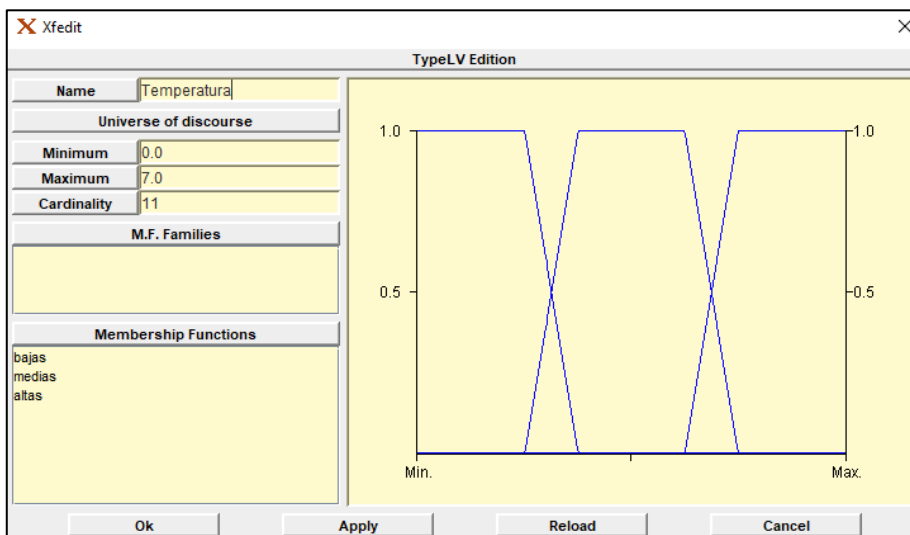 Xfedit
TypeLV Edition
Name Temperatura
Universe of discourse
Minimum 0.0
Maximum 7.0
Cardinality 11
M.F. Families
Membership Functions
bajas
medias
altas
1.0 1.0
0.5 0.5
Min. Max.
Ok Apply Reload Cancel